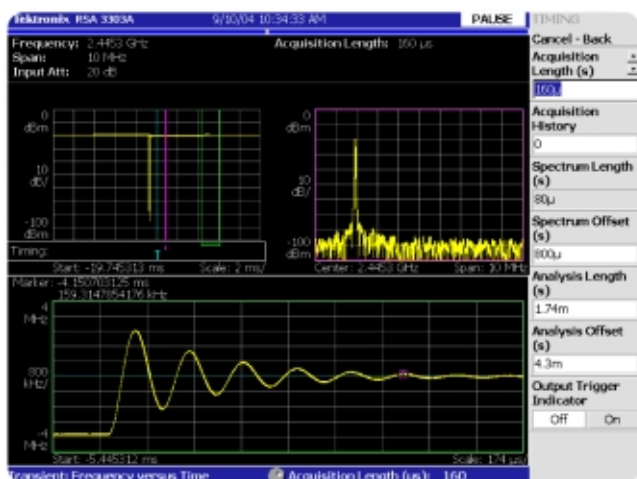 Tektronix RSA 3303A 9/10/04 10:34:33 AM PAUSE TIMING
Frequency: 2.4453 GHz Acquisition Length: 160 µs
Span: 10 MHz
Input Att: 20 dB
Cancel - Back
Acquisition
Length (s)
160µ
Acquisition
History
0
Spectrum Length
(s)
80µ
Spectrum Offset
(s)
800µ
Analysis Length
(s)
1.74m
Analysis Offset
(s)
4.3m
Output Trigger
Indicator
Off On
0
dBm
10
dB/
-100
dBm
Timing:
T
Start: -19.745313 ms Scale: 2 ms/
0
dBm
10
dB/
-100
dBm
Center: 2.4453 GHz Span: 10 MHz
Marker: -4.150703125 ms
159.3147854176 kHz
4
MHz
800
kHz/
-4
MHz
Start: -5.445312 ms Scale: 174 µs/
Transient: Frequency versus Time Acquisition Length (us): 160